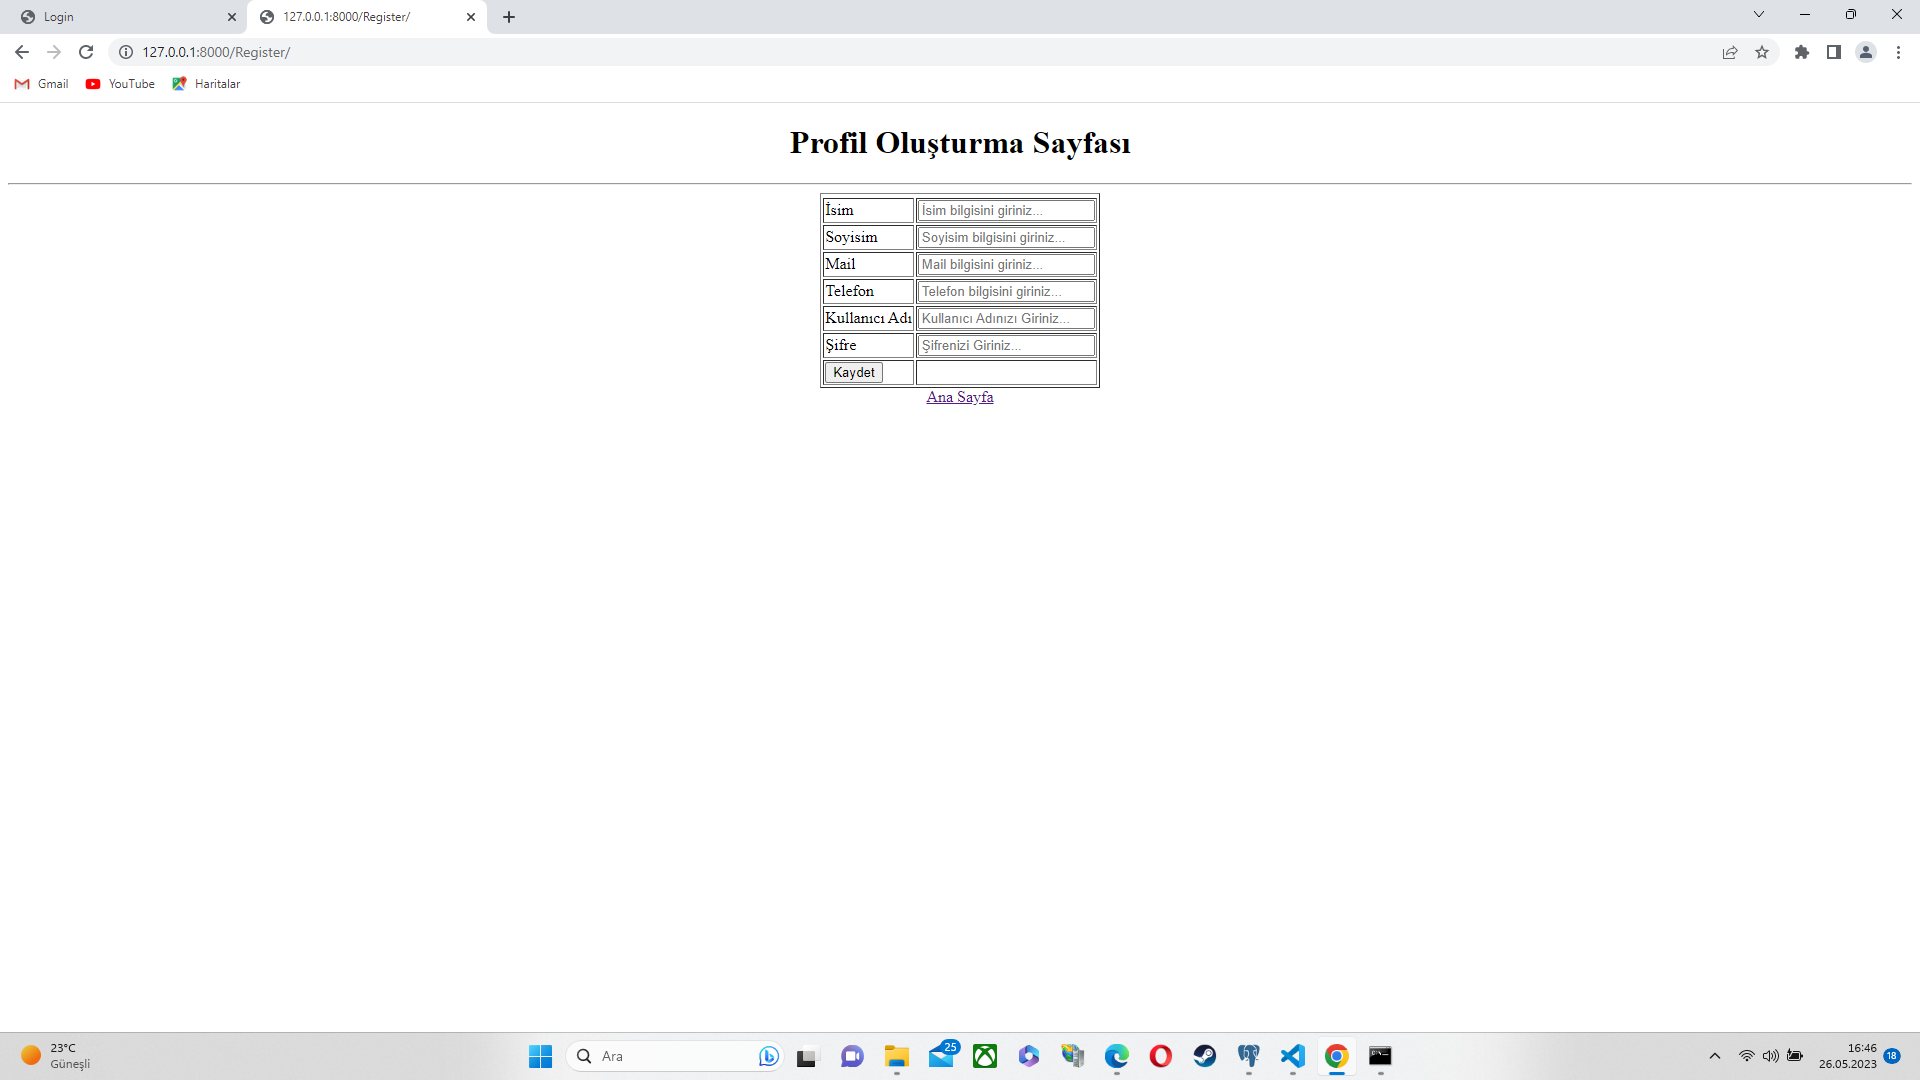 Login
127.0.0.1:8000/Register/
127.0.0.1:8000/Register/
Gmail
YouTube
Haritalar
Profil Oluşturma Sayfası
İsim
İsim bilgisini giriniz...
Soyisim
Soyisim bilgisini giriniz...
Mail
Mail bilgisini giriniz...
Telefon
Telefon bilgisini giriniz...
Kullanıcı Adı
Kullanıcı Adınızı Giriniz...
Şifre
Şifrenizi Giriniz...
Kaydet
Ana Sayfa
23°C
Güneşli
Ara
25
16:46
26.05.2023
18